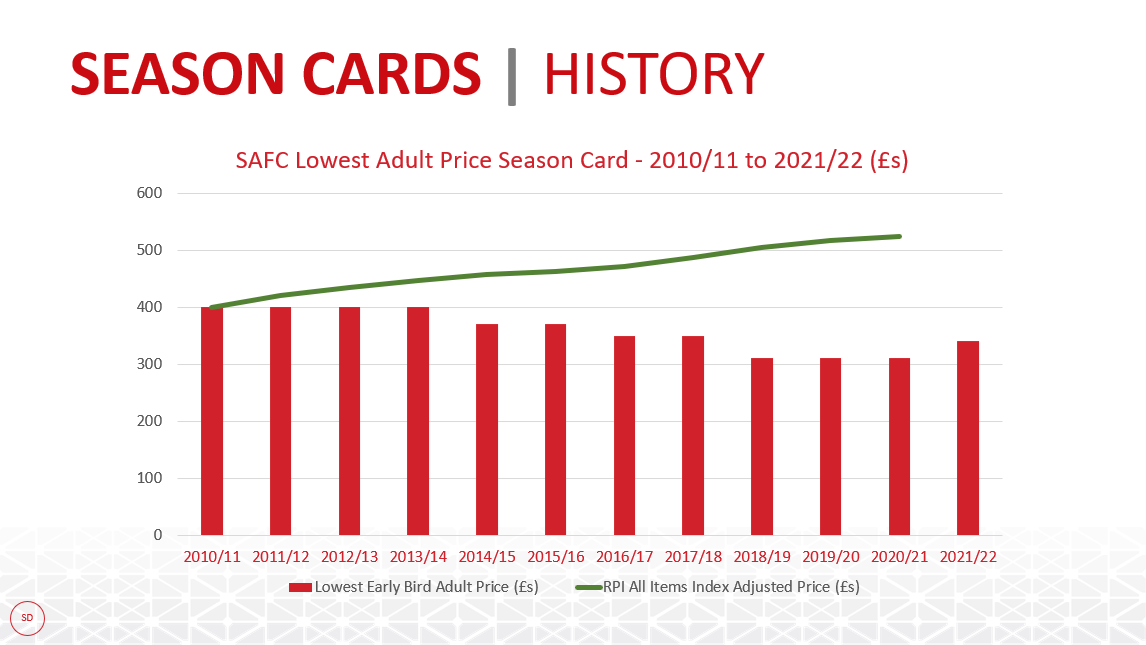 SEASON CARDS | HISTORY
SAFC Lowest Adult Price Season Card - 2010/11 to 2021/22 (£s)
600
500
400
300
200
100
0
2010/11 2011/12 2012/13 2013/14 2014/15 2015/16 2016/17 2017/18 2018/19 2019/20 2020/21 2021/22
Lowest Early Bird Adult Price (£s) RPI All Items Index Adjusted Price (£s)
SD